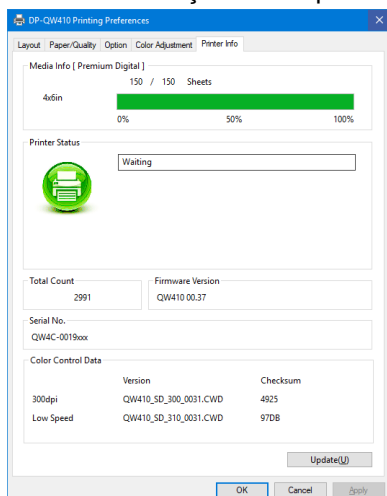 DP-QW410 Printing Preferences
Layout Paper/Quality Option Color Adjustment Printer Info
Media Info [ Premium Digital ]
150 / 150 Sheets
4x6in
0% 50% 100%
Printer Status
Waiting
Total Count Firmware Version
2991 QW410 00.37
Serial No.
QW4C-0019xxx
Color Control Data
Version Checksum
300dpi QW410_SD_300_0031.CWD 4925
Low Speed QW410_SD_310_0031.CWD 97DB
Update(U)
OK Cancel Apply